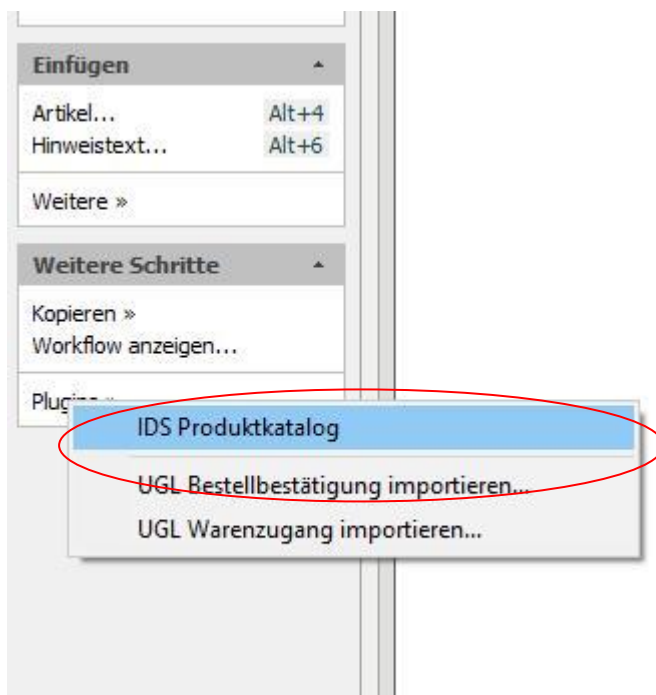 Einfügen
Artikel... Alt+4
Hinweistext... Alt+6
Weitere »
Weitere Schritte
Kopieren »
Workflow anzeigen...
Plugins »
IDS Produktkatalog
UGL Bestellbestätigung importieren...
UGL Warenzugang importieren...